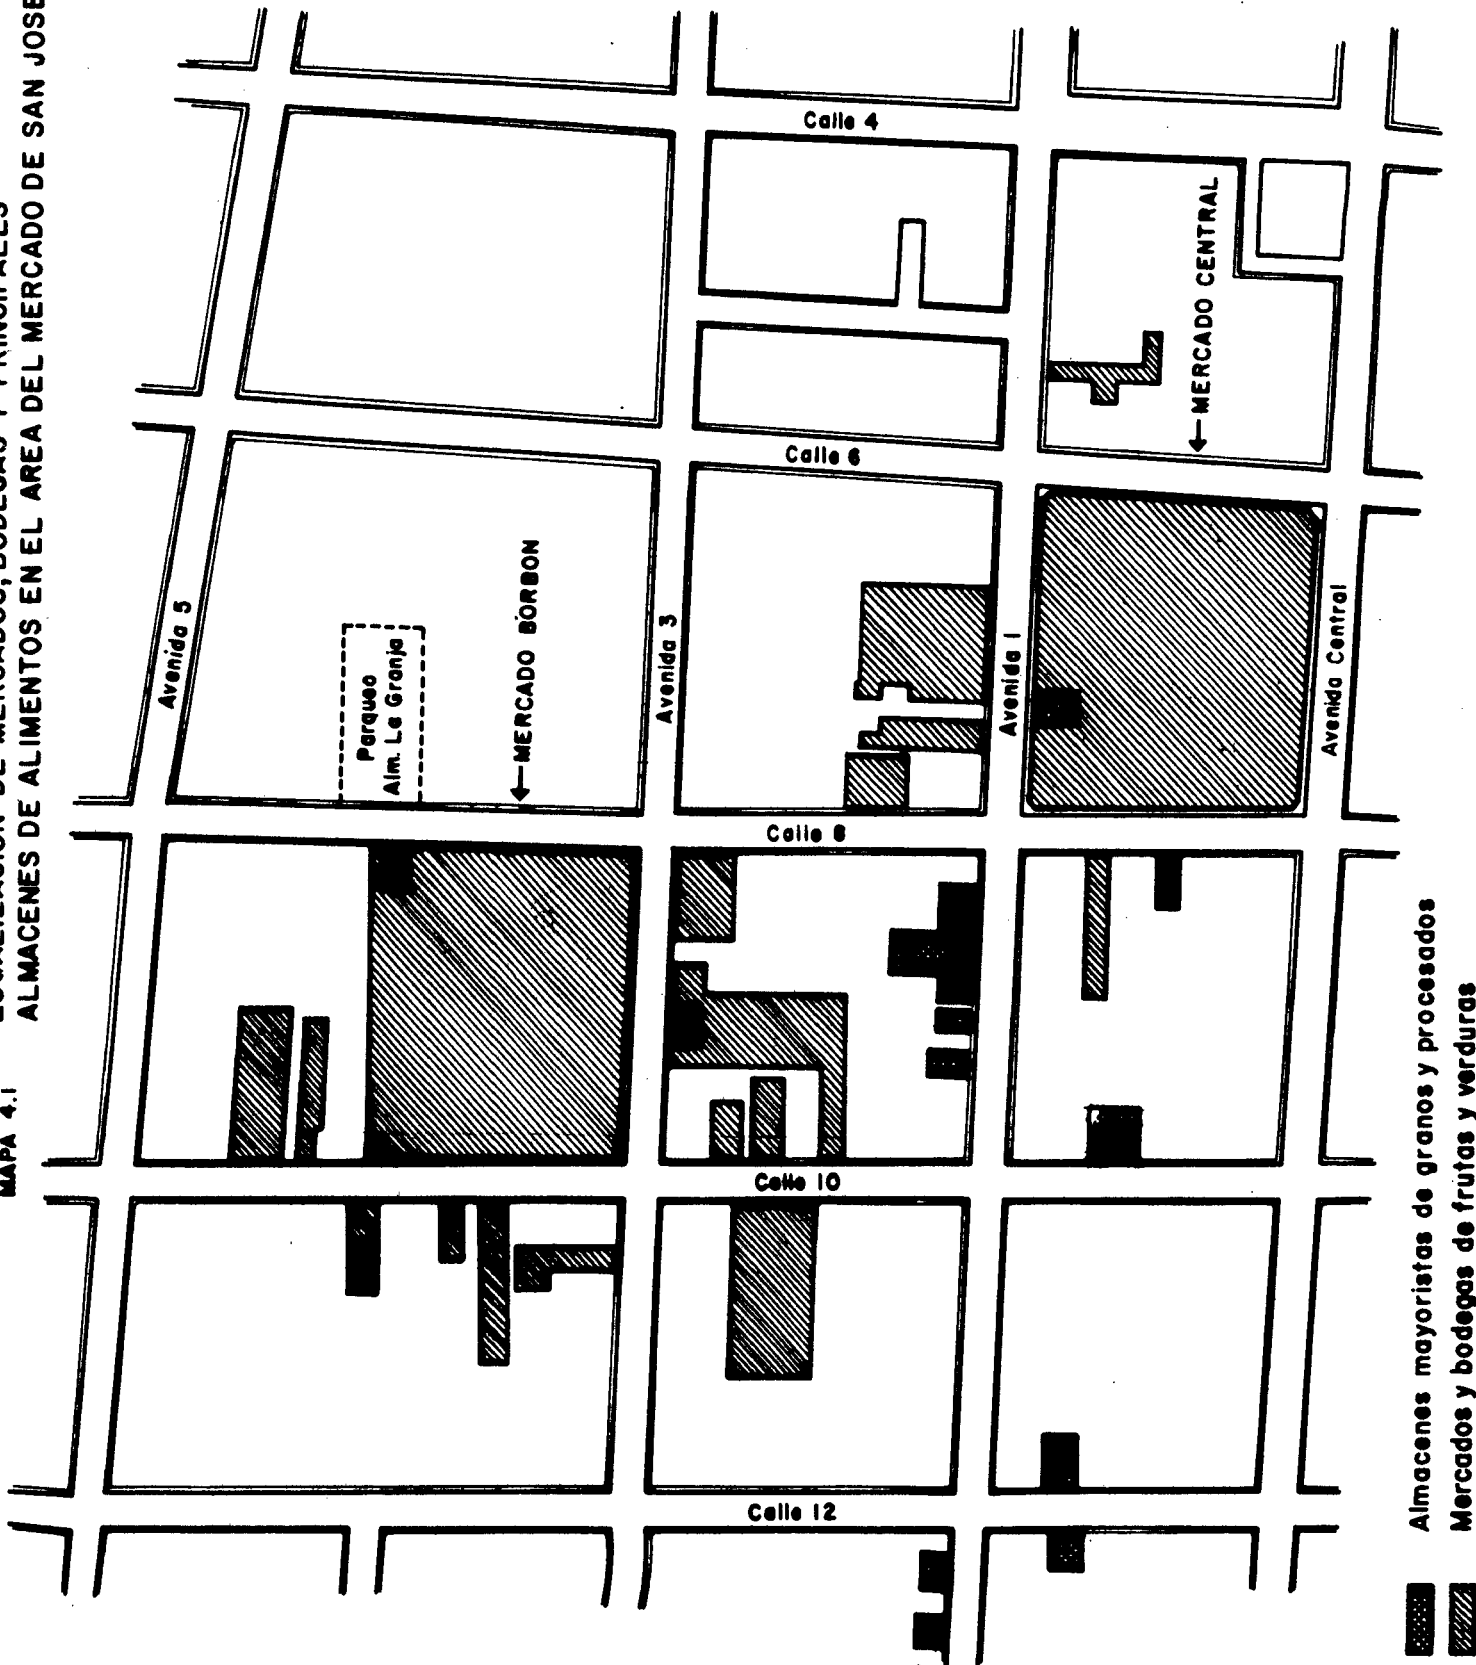 MAPA 4.1
ALMACENES DE ALIMENTOS EN EL AREA DEL MERCADO DE SAN JOSE
Calle 4
MERCADO CENTRAL
Calle 6
Avenida 5
Parqueo
Alm. La Granja
MERCADO BORBON
Avenida 3
Avenida 1
Avenida Central
Calle 8
Calle 10
Calle 12
Almacenes mayoristas de granos y procesados
Mercados y bodegas de frutas y verduras